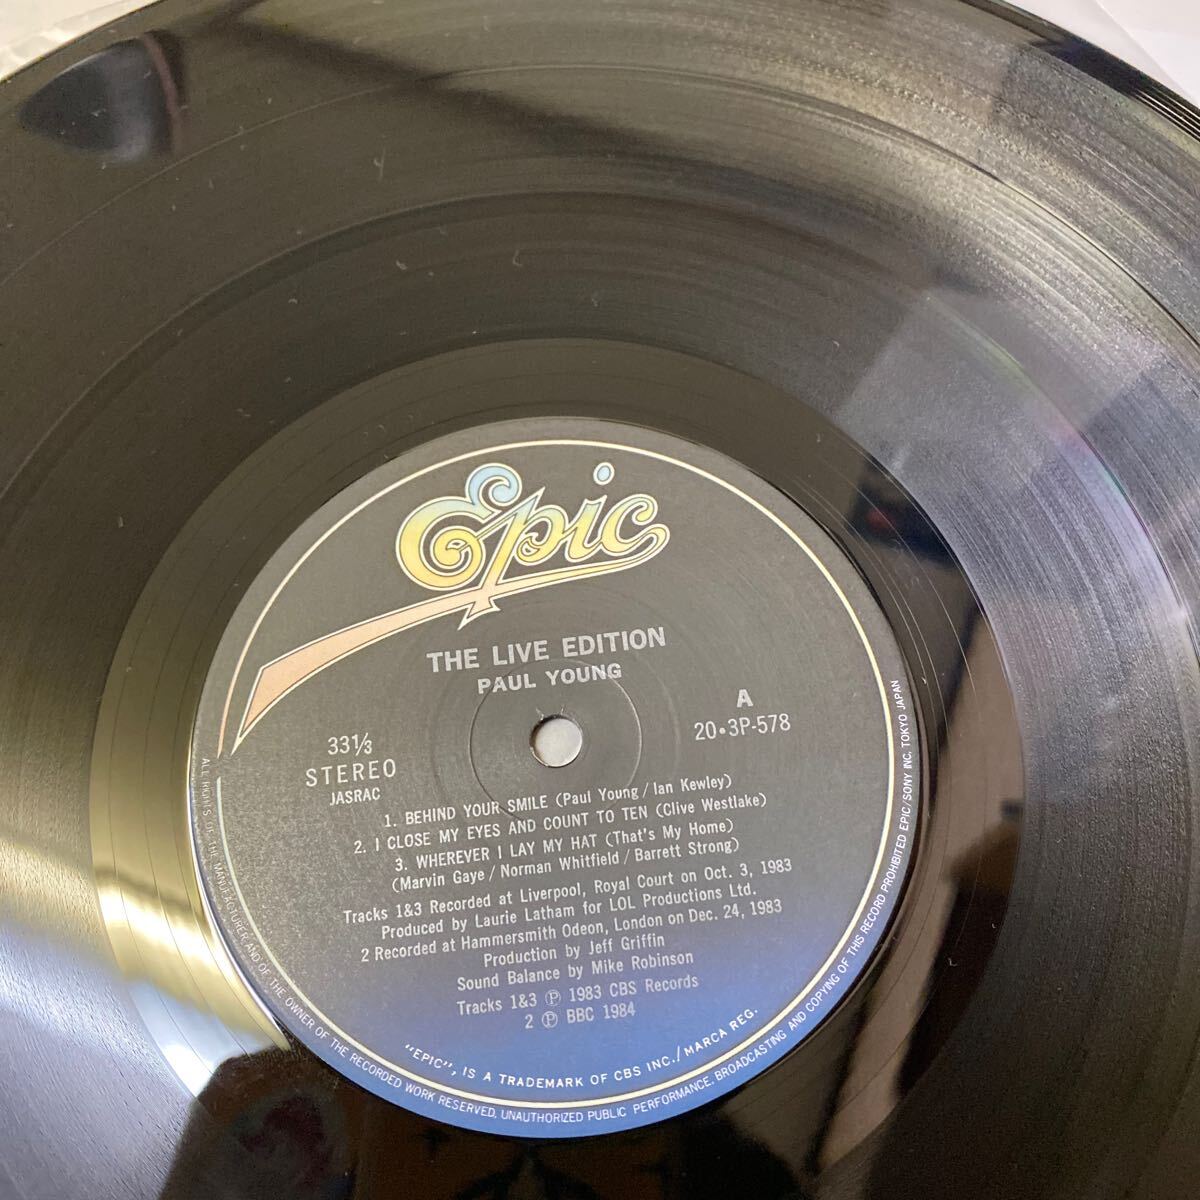 Epic
THE LIVE EDITION
PAUL YOUNG
33⅓
STEREO
JASRAC
A
20•3P-578
1. BEHIND YOUR SMILE (Paul Young/Ian Kewley)
2. I CLOSE MY EYES AND COUNT TO TEN (Clive Westlake)
3. WHEREVER I LAY MY HAT (That's My Home)
(Marvin Gaye/Norman Whitfield/Barrett Strong)
Tracks 1&3 Recorded at Liverpool, Royal Court on Oct. 3, 1983
Produced by Laurie Latham for LOL Productions Ltd.
2 Recorded at Hammersmith Odeon, London on Dec. 24, 1983
Production by Jeff Griffin
Sound Balance by Mike Robinson
Tracks 1&3 ℗ 1983 CBS Records
2 ℗ BBC 1984
"EPIC", IS A TRADEMARK OF CBS INC./MARCA REG.
ALL RIGHTS OF THE MANUFACTURER AND OF THE OWNER OF THE RECORDED WORK RESERVED. UNAUTHORIZED PUBLIC PERFORMANCE, BROADCASTING AND COPYING OF THIS RECORD PROHIBITED EPIC/SONY INC. TOKYO JAPAN